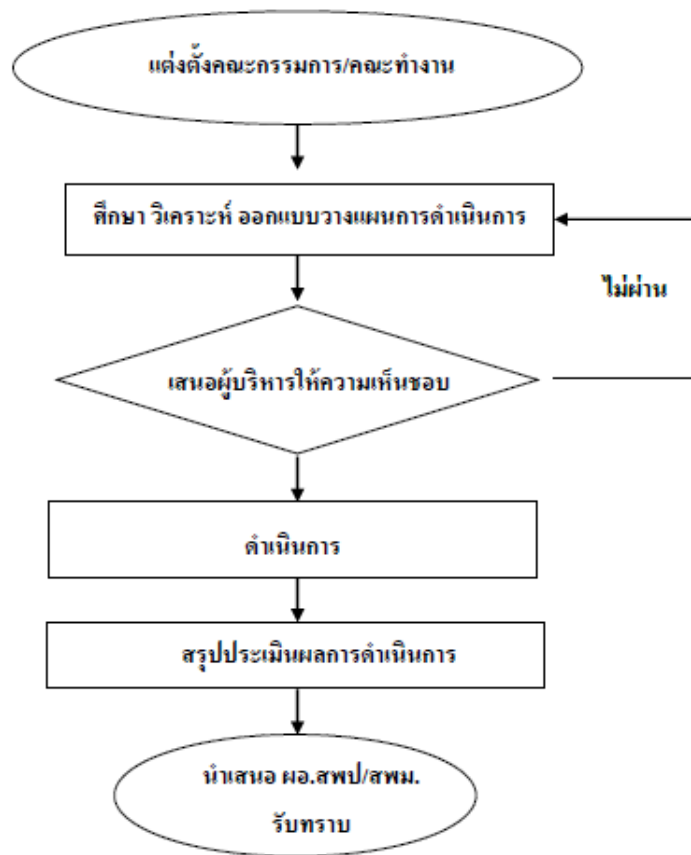 แต่งตั้งคณะกรรมการ/คณะทำงาน
ศึกษา วิเคราะห์ ออกแบบวางแผนการดำเนินการ
ไม่ผ่าน
เสนอผู้บริหารให้ความเห็นชอบ
ดำเนินการ
สรุปประเมินผลการดำเนินการ
นำเสนอ ผอ.สพป/สพม.
รับทราบ